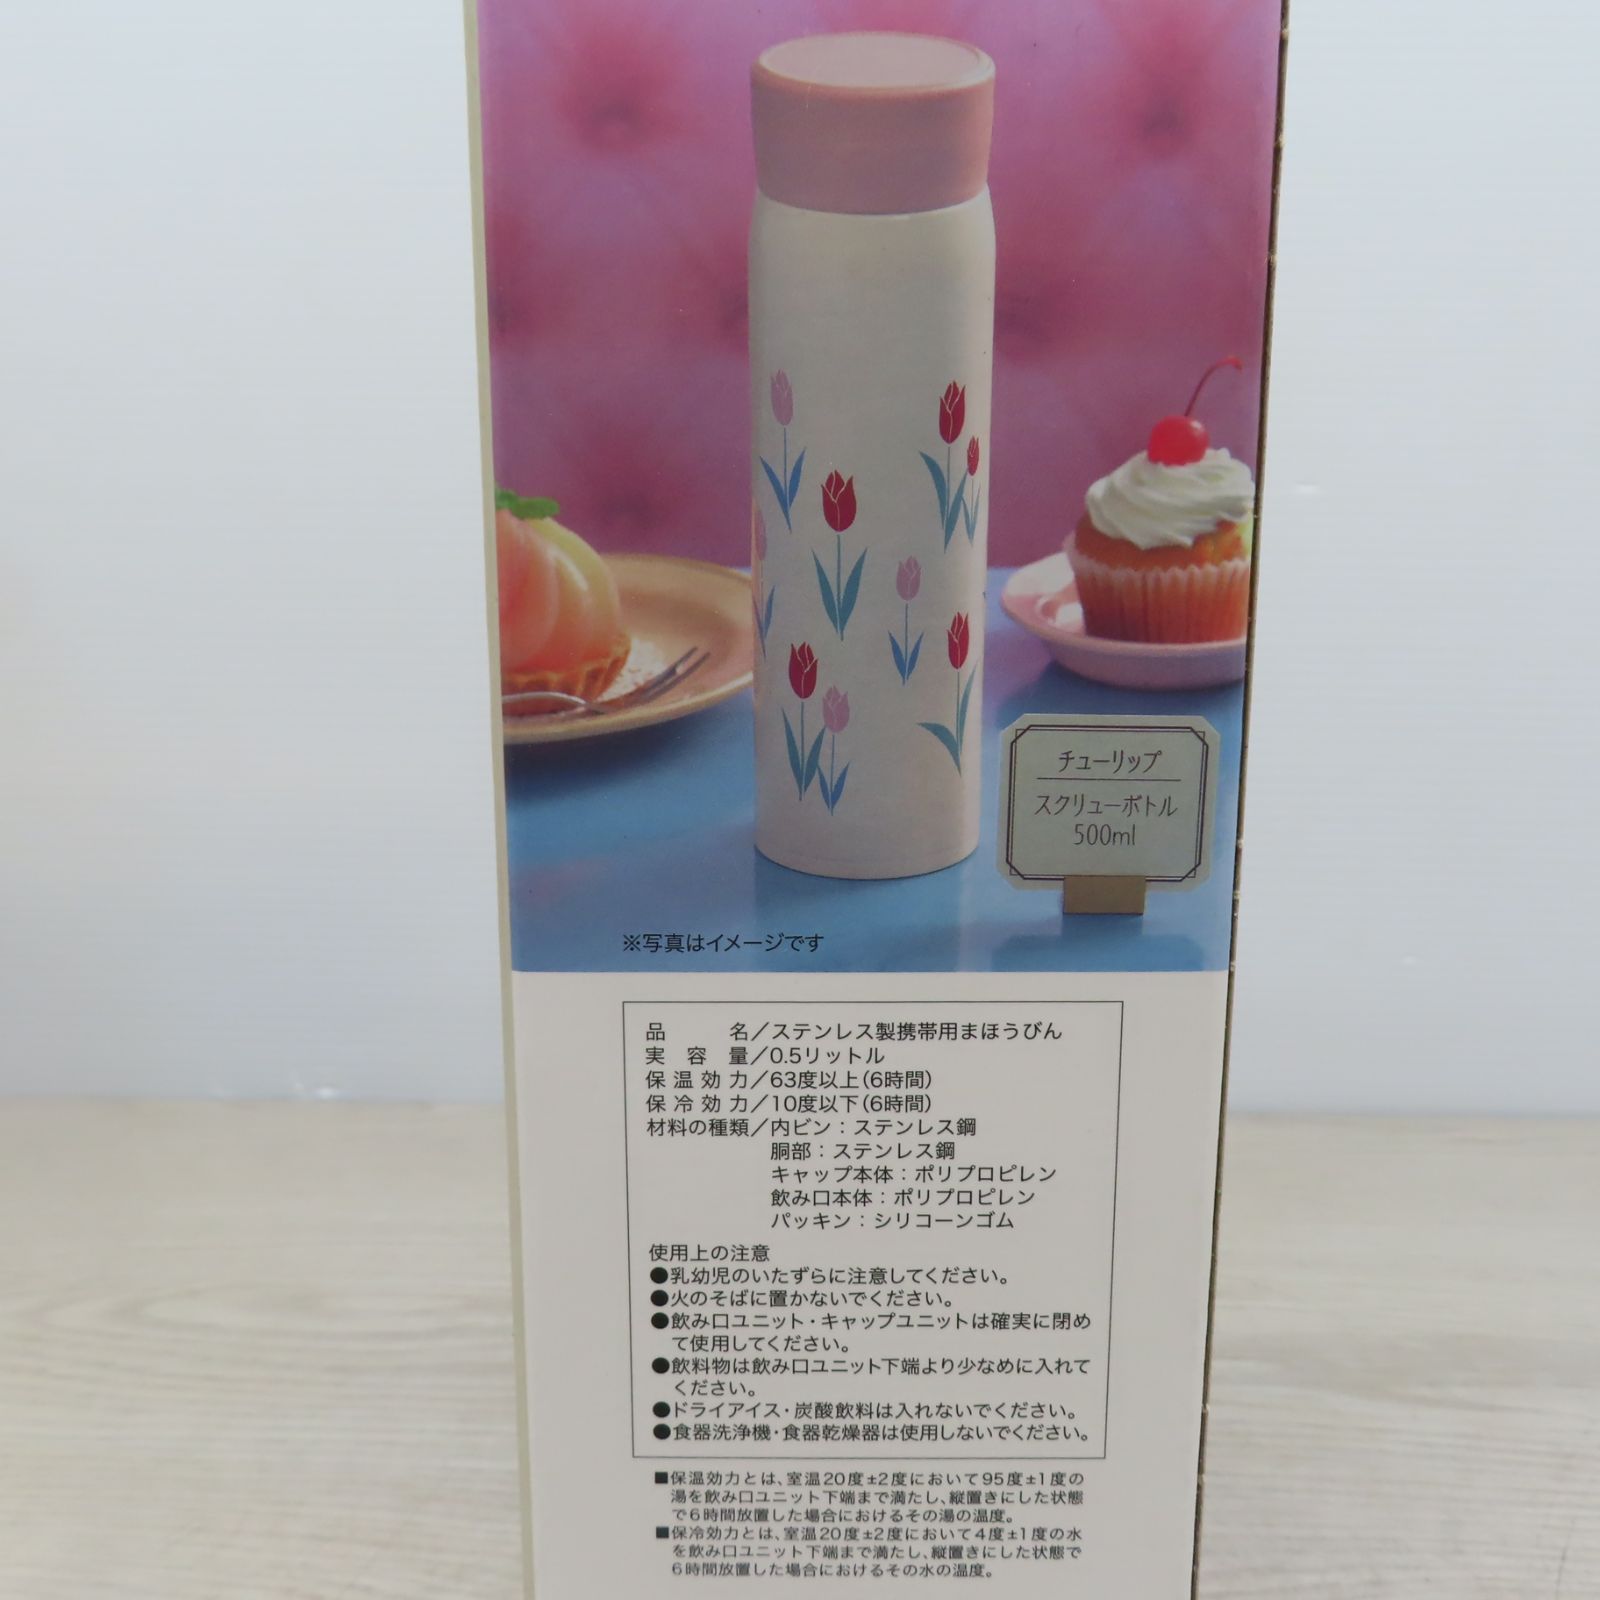 チューリップ
スクリューボトル
500ml
※写真はイメージです
品名／ステンレス製携帯用まほうびん
実容量／0.5リットル
保温効力／63度以上(6時間)
保冷効力／10度以下(6時間)
材料の種類／内ビン：ステンレス鋼
胴部：ステンレス鋼
キャップ本体：ポリプロピレン
飲み口本体：ポリプロピレン
パッキン：シリコーンゴム
使用上の注意
●乳幼児のいたずらに注意してください。
●火のそばに置かないでください。
●飲み口ユニット・キャップユニットは確実に閉め
て使用してください。
●飲料物は飲み口ユニット下端より少なめに入れて
ください。
●ドライアイス・炭酸飲料は入れないでください。
●食器洗浄機・食器乾燥器は使用しないでください。
■保温効力とは、室温20度±2度において95度±1度の
湯を飲み口ユニット下端まで満たし、縦置きにした状態
で6時間放置した場合におけるその湯の温度。
■保冷効力とは、室温20度±2度において4度±1度の水
を飲み口ユニット下端まで満たし、縦置きにした状態で
6時間放置した場合におけるその水の温度。